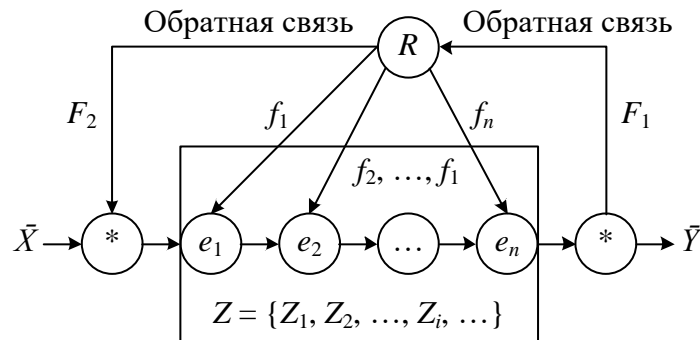 Обратная связь R Обратная связь
F₂ f₁ fₙ F₁
f₂, …, f₁
X̄ * e₁ e₂ … eₙ * Ȳ
Z = {Z₁, Z₂, …, Zᵢ, …}